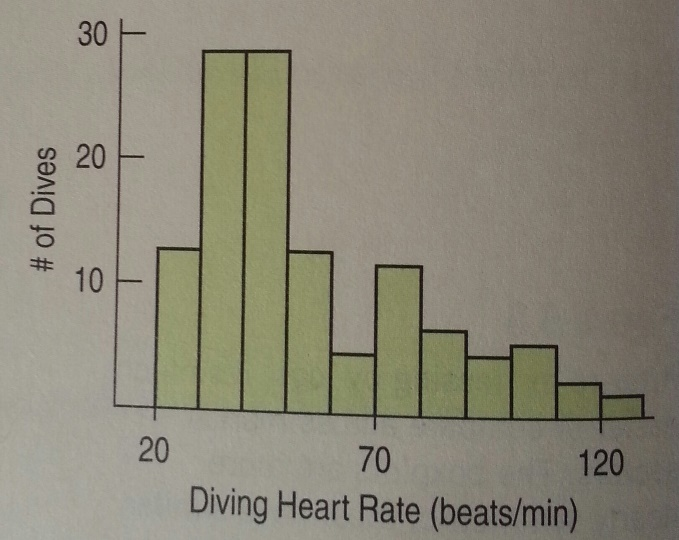 30
20
10
# of Dives
20 70 120
Diving Heart Rate (beats/min)